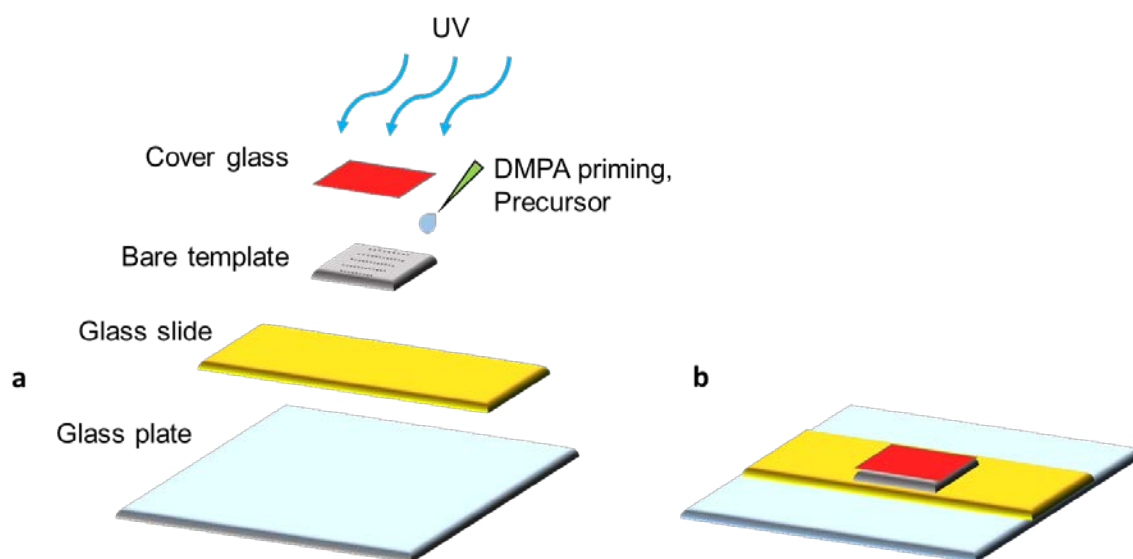 UV
Cover glass
DMPA priming,
Precursor
Bare template
Glass slide
a
b
Glass plate